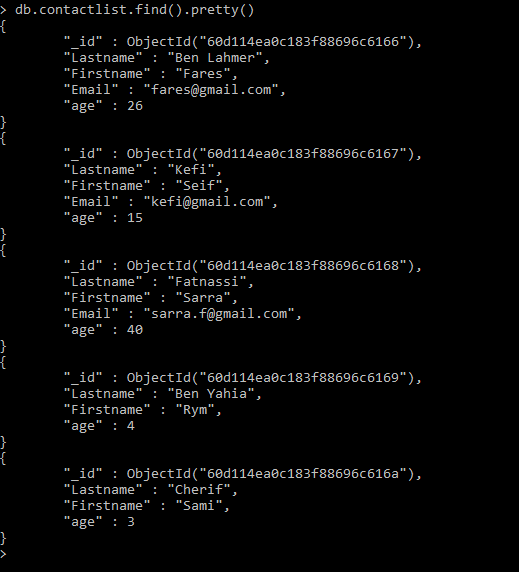 > db.contactlist.find().pretty()
{
        "_id" : ObjectId("60d114ea0c183f88696c6166"),
        "Lastname" : "Ben Lahmer",
        "Firstname" : "Fares",
        "Email" : "fares@gmail.com",
        "age" : 26
}
{
        "_id" : ObjectId("60d114ea0c183f88696c6167"),
        "Lastname" : "Kefi",
        "Firstname" : "Seif",
        "Email" : "kefi@gmail.com",
        "age" : 15
}
{
        "_id" : ObjectId("60d114ea0c183f88696c6168"),
        "Lastname" : "Fatnassi",
        "Firstname" : "Sarra",
        "Email" : "sarra.f@gmail.com",
        "age" : 40
}
{
        "_id" : ObjectId("60d114ea0c183f88696c6169"),
        "Lastname" : "Ben Yahia",
        "Firstname" : "Rym",
        "age" : 4
}
{
        "_id" : ObjectId("60d114ea0c183f88696c616a"),
        "Lastname" : "Cherif",
        "Firstname" : "Sami",
        "age" : 3
}
>